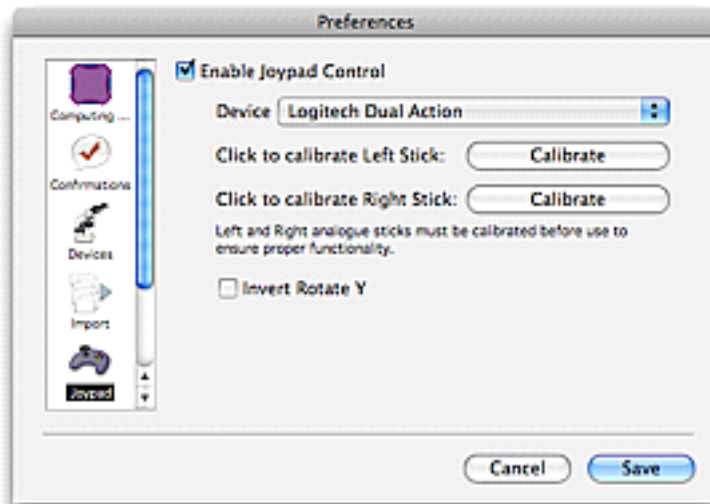 Preferences
Computing ...
Confirmations
Devices
Import
Joypad
Enable Joypad Control
Device Logitech Dual Action
Click to calibrate Left Stick: Calibrate
Click to calibrate Right Stick: Calibrate
Left and Right analogue sticks must be calibrated before use to
ensure proper functionality.
Invert Rotate Y
Cancel Save